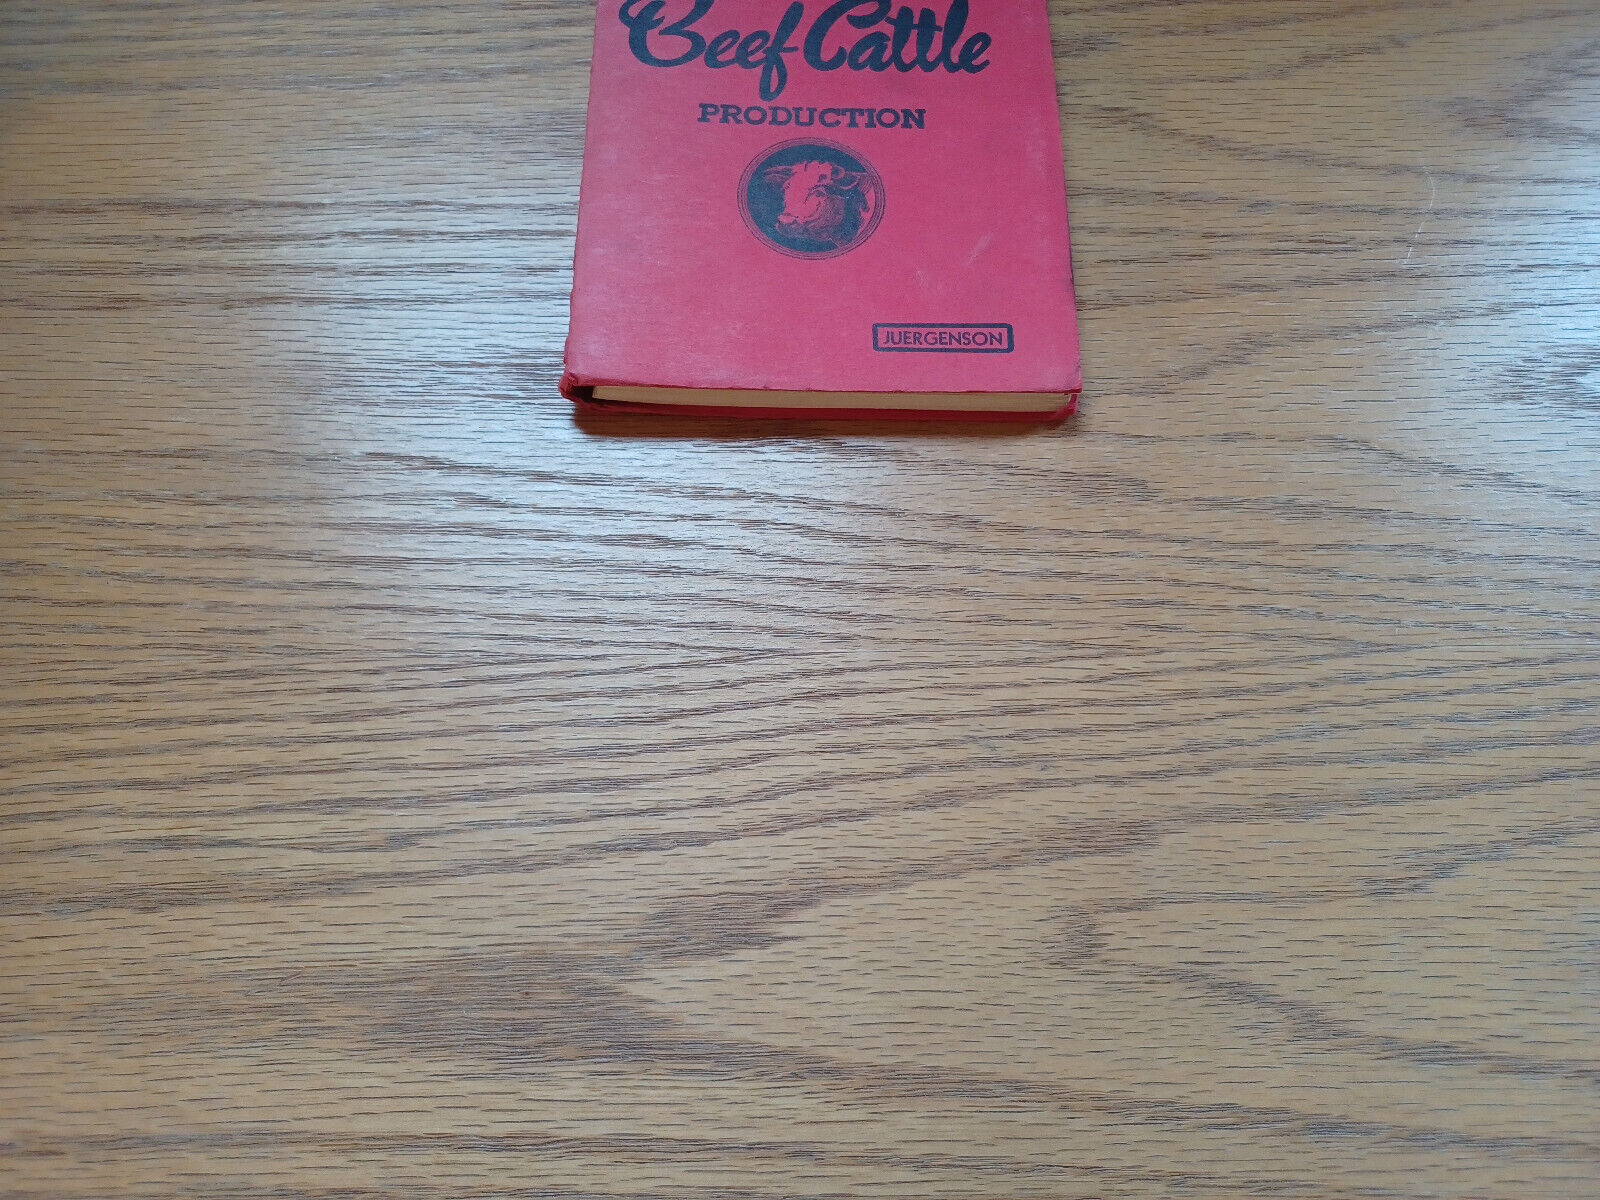 Beef Cattle
PRODUCTION
JUERGENSON